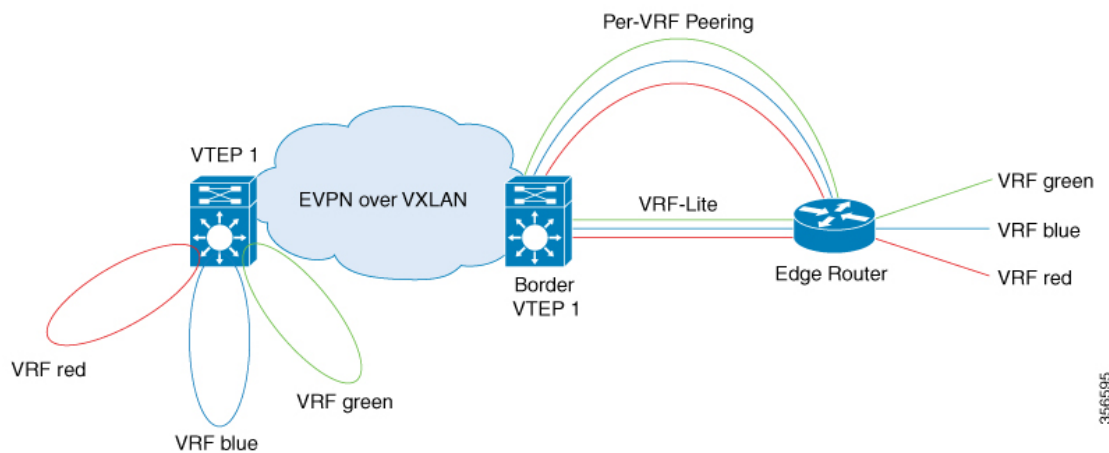 Per-VRF Peering
VTEP 1
EVPN over VXLAN
VRF-Lite
VRF green
VRF blue
VRF red
Edge Router
Border
VTEP 1
VRF red
VRF green
VRF blue
356595